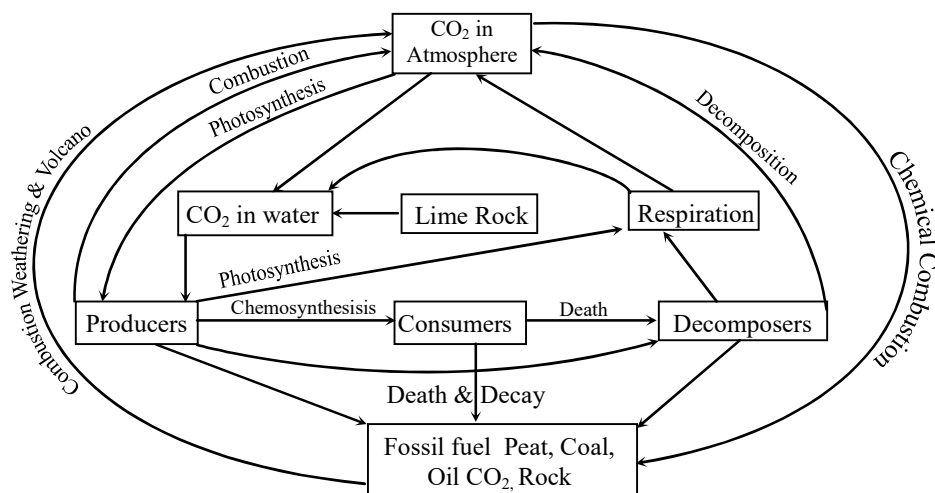 CO₂ in
Atmosphere
Combustion
Photosynthesis
Decomposition
Combustion Weathering & Volcano
Chemical Combustion
CO₂ in water
Lime Rock
Respiration
Photosynthesis
Producers
Chemosynthesisis
Consumers
Death
Decomposers
Death & Decay
Fossil fuel Peat, Coal,
Oil CO₂, Rock